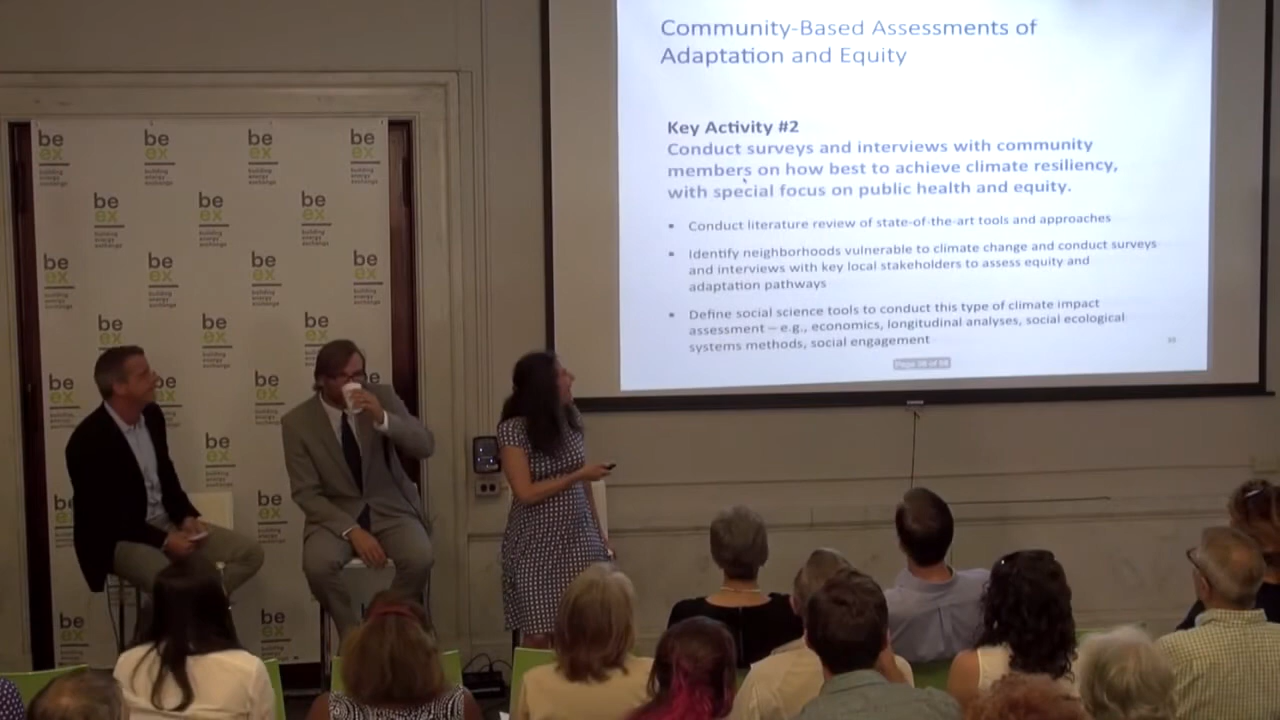 Community-Based Assessments of
Adaptation and Equity
Key Activity #2
Conduct surveys and interviews with community
members on how best to achieve climate resiliency,
with special focus on public health and equity.
▪ Conduct literature review of state-of-the-art tools and approaches
▪ Identify neighborhoods vulnerable to climate change and conduct surveys
and interviews with key local stakeholders to assess equity and
adaptation pathways
▪ Define social science tools to conduct this type of climate impact
assessment – e.g., economics, longitudinal analyses, social ecological
systems methods, social engagement
be
ex
building
energy
exchange